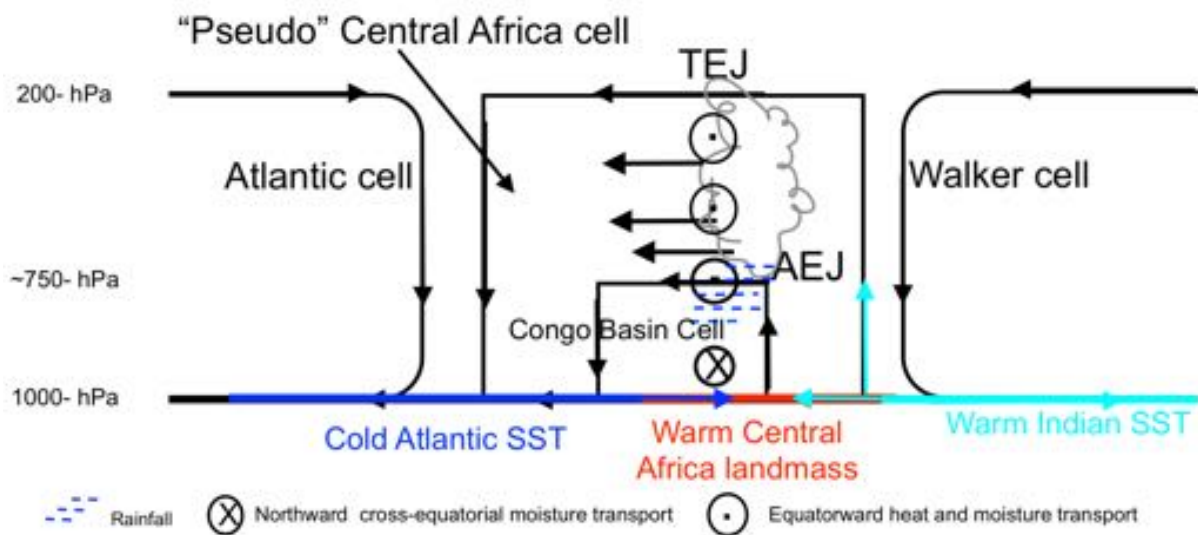 “Pseudo” Central Africa cell
TEJ
200- hPa
Atlantic cell
Walker cell
~750- hPa
AEJ
Congo Basin Cell
X
1000- hPa
Cold Atlantic SST
Warm Central
Africa landmass
Warm Indian SST
Rainfall
X
Northward cross-equatorial moisture transport
Equatorward heat and moisture transport